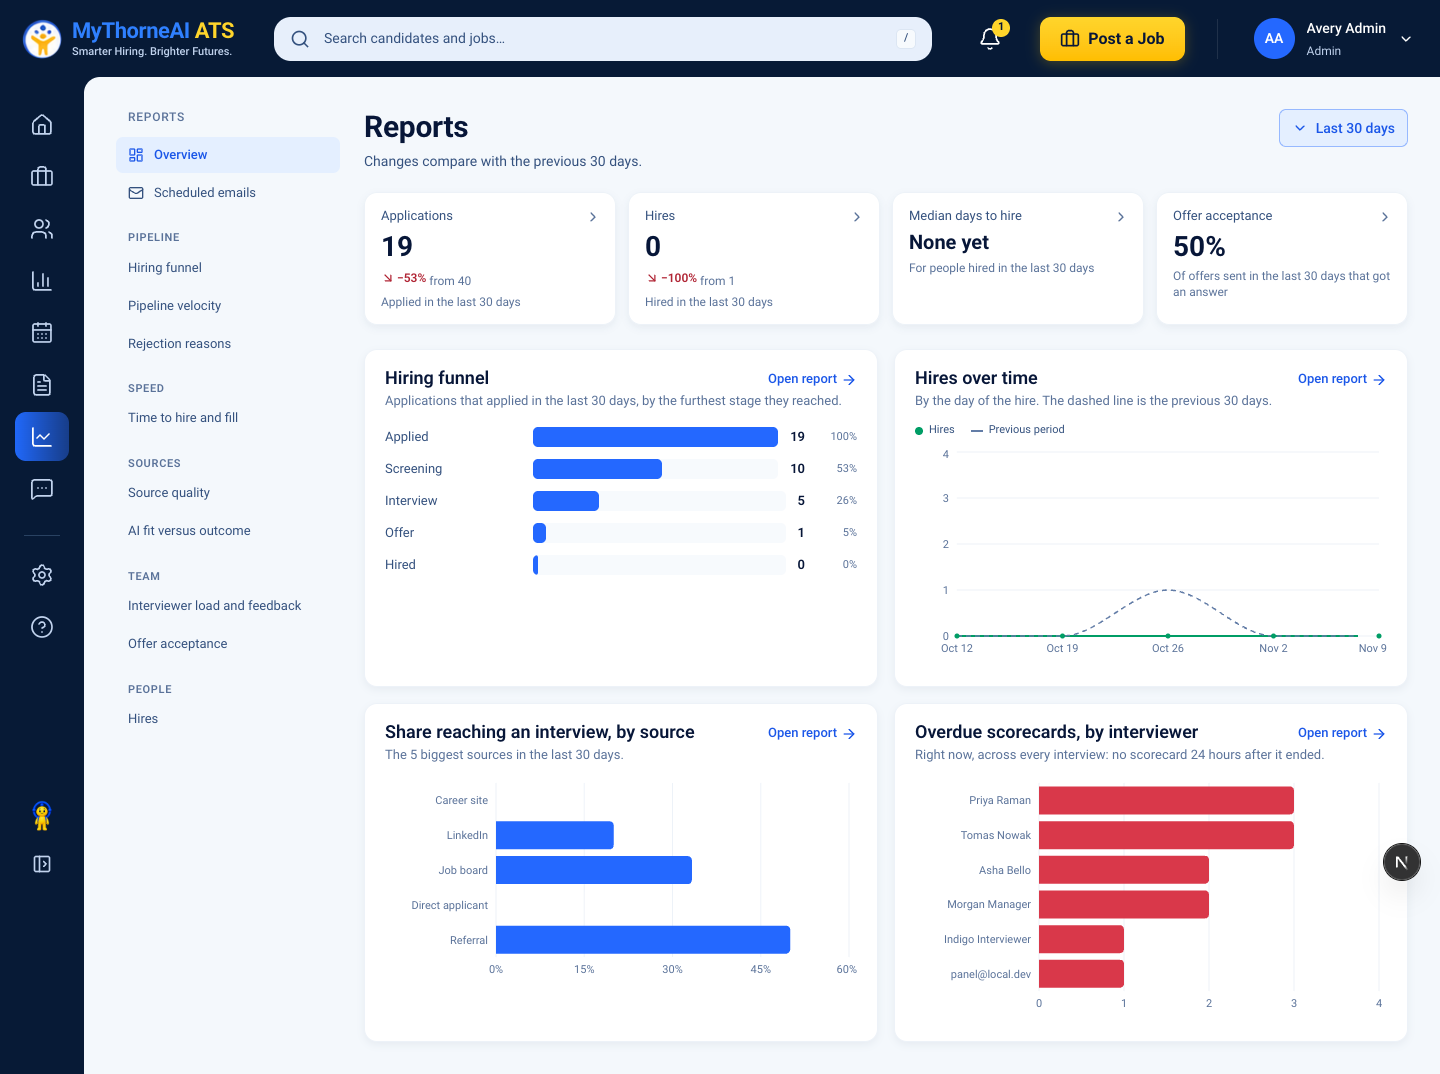 MyThorneAI ATS
Smarter Hiring. Brighter Futures.
Search candidates and jobs...
/
1
Post a Job
AA
Avery Admin
Admin
REPORTS
Overview
Scheduled emails
PIPELINE
Hiring funnel
Pipeline velocity
Rejection reasons
SPEED
Time to hire and fill
SOURCES
Source quality
AI fit versus outcome
TEAM
Interviewer load and feedback
Offer acceptance
PEOPLE
Hires
Reports
Changes compare with the previous 30 days.
Last 30 days
Applications
19
−53% from 40
Applied in the last 30 days
Hires
0
−100% from 1
Hired in the last 30 days
Median days to hire
None yet
For people hired in the last 30 days
Offer acceptance
50%
Of offers sent in the last 30 days that got
an answer
Hiring funnel
Open report
Applications that applied in the last 30 days, by the furthest stage they reached.
Applied 19 100%
Screening 10 53%
Interview 5 26%
Offer 1 5%
Hired 0 0%
Hires over time
Open report
By the day of the hire. The dashed line is the previous 30 days.
Hires Previous period
4
3
2
1
0
Oct 12 Oct 19 Oct 26 Nov 2 Nov 9
Share reaching an interview, by source
Open report
The 5 biggest sources in the last 30 days.
Career site
LinkedIn
Job board
Direct applicant
Referral
0% 15% 30% 45% 60%
Overdue scorecards, by interviewer
Open report
Right now, across every interview: no scorecard 24 hours after it ended.
Priya Raman
Tomas Nowak
Asha Bello
Morgan Manager
Indigo Interviewer
panel@local.dev
0 1 2 3 4
N